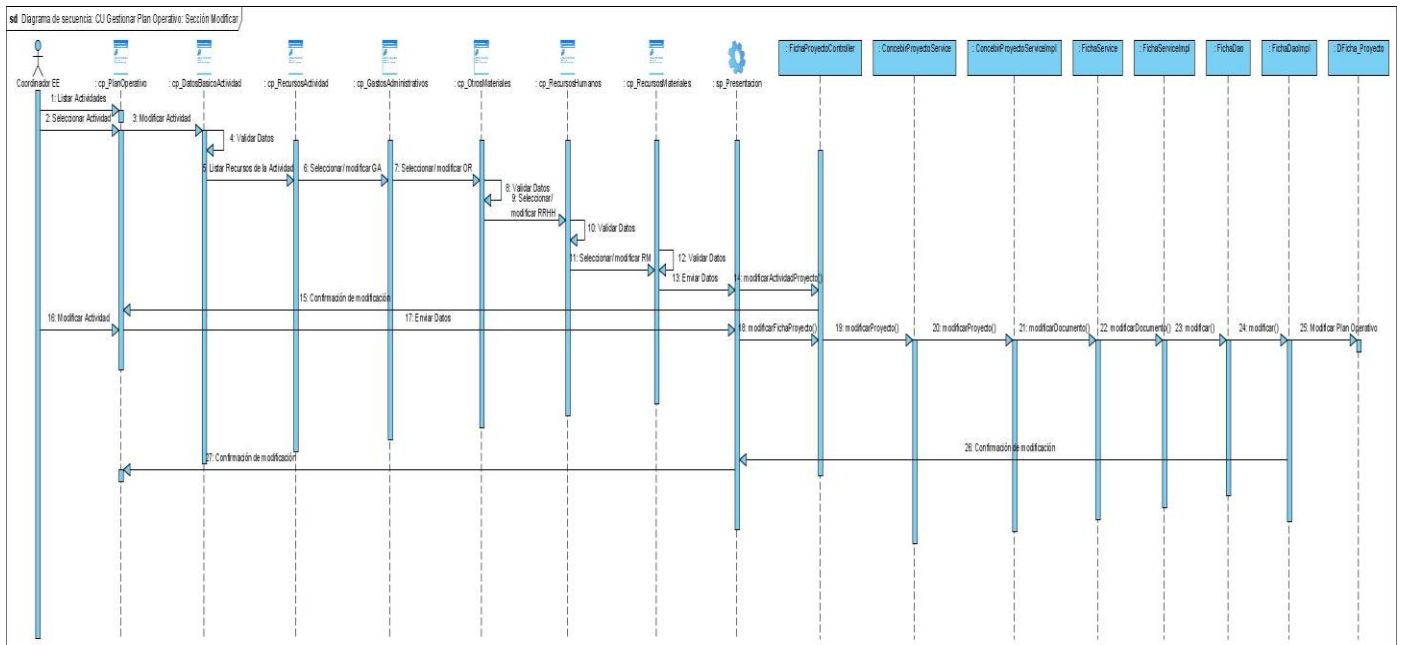 sd Diagrama de secuencia: CU Gestionar Plan Operativo: Sección Modificar
Coordinador EE
: cp_PlanOperativo
: cp_DatosBasicosActividad
: cp_RecursosActividad
: cp_GastosAdministrativos
: cp_OtrosMateriales
: cp_RecursosHumanos
: cp_RecursosMateriales
: sp_Presentacion
: FichaProyectoController
: ConcebirProyectoService
: ConcebirProyectoServiceImpl
: FichaService
: FichaServiceImpl
: FichaDao
: FichaDaoImpl
: DFicha_Proyecto
1: Listar Actividades
2: Seleccionar Actividad
3: Modificar Actividad
4: Validar Datos
5: Listar Recursos de la Actividad
6: Seleccionar/ modificar GA
7: Seleccionar/ modificar OR
8: Validar Datos
9: Seleccionar/
modificar RRHH
10: Validar Datos
11: Seleccionar/ modificar RM
12: Validar Datos
13: Enviar Datos
14: modificarActividadProyecto()
15: Confirmación de modificación
16: Modificar Actividad
17: Enviar Datos
18: modificarFichaProyecto()
19: modificarProyecto()
20: modificarProyecto()
21: modificarDocumento()
22: modificarDocumento()
23: modificar()
24: modificar()
25: Modificar Plan Operativo
26: Confirmación de modificación
27: Confirmación de modificación